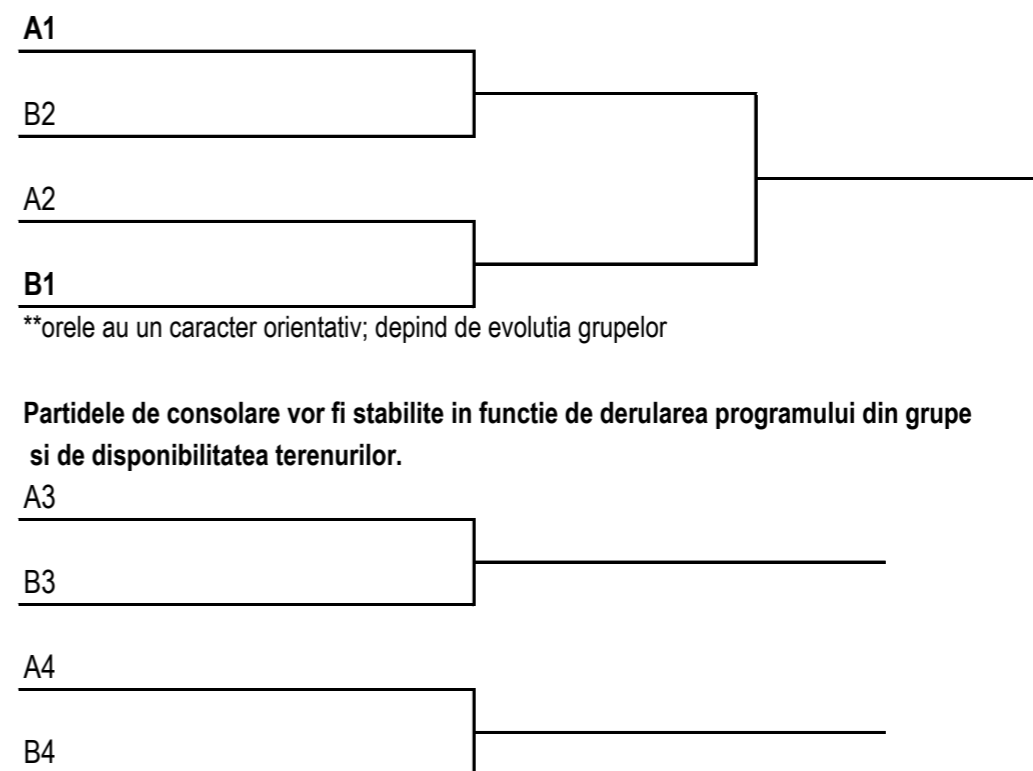 A1
B2
A2
B1
**orele au un caracter orientativ; depind de evolutia grupelor
Partidele de consolare vor fi stabilite in functie de derularea programului din grupe
si de disponibilitatea terenurilor.
A3
B3
A4
B4